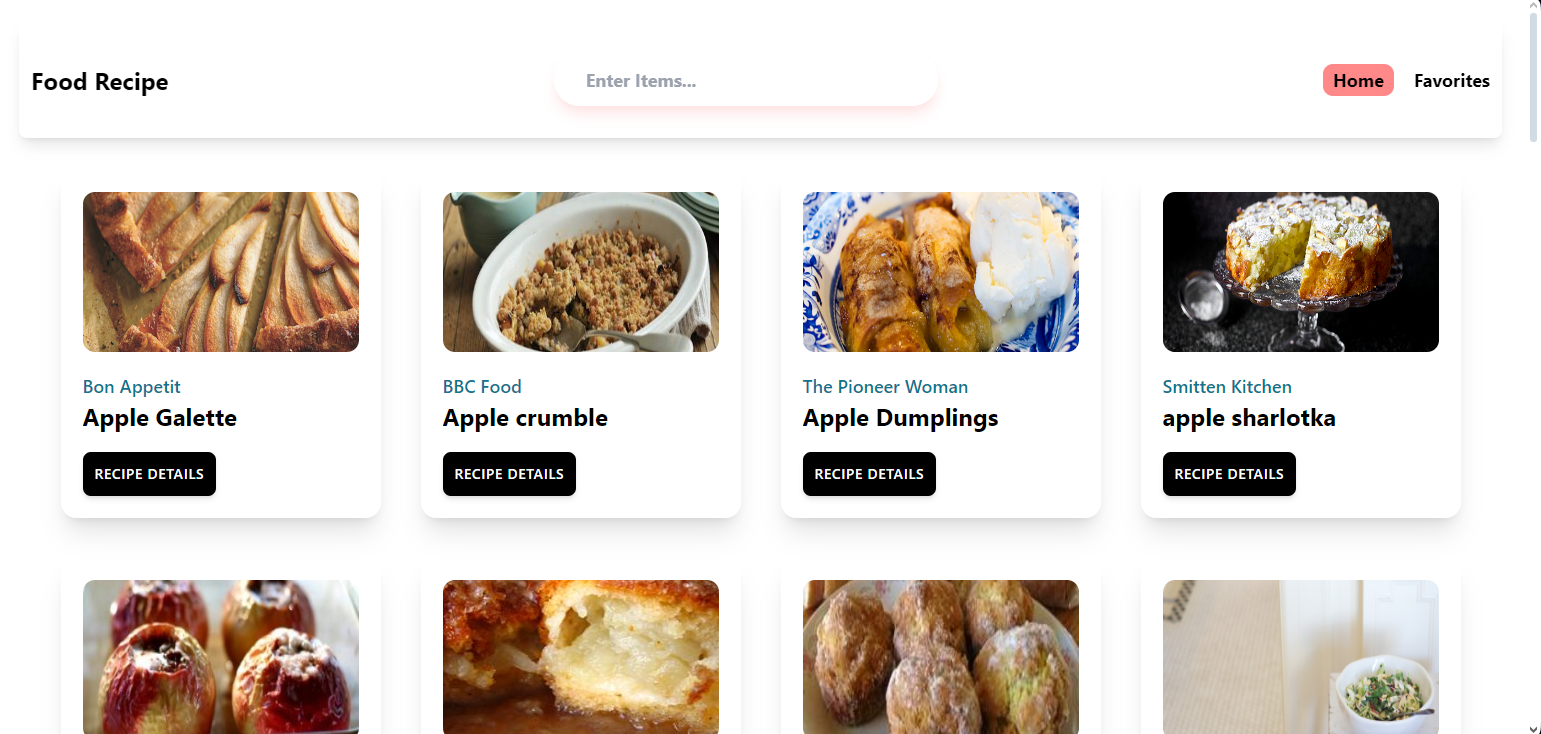 Food Recipe
Enter Items...
Home
Favorites
Bon Appetit
Apple Galette
RECIPE DETAILS
BBC Food
Apple crumble
RECIPE DETAILS
The Pioneer Woman
Apple Dumplings
RECIPE DETAILS
Smitten Kitchen
apple sharlotka
RECIPE DETAILS